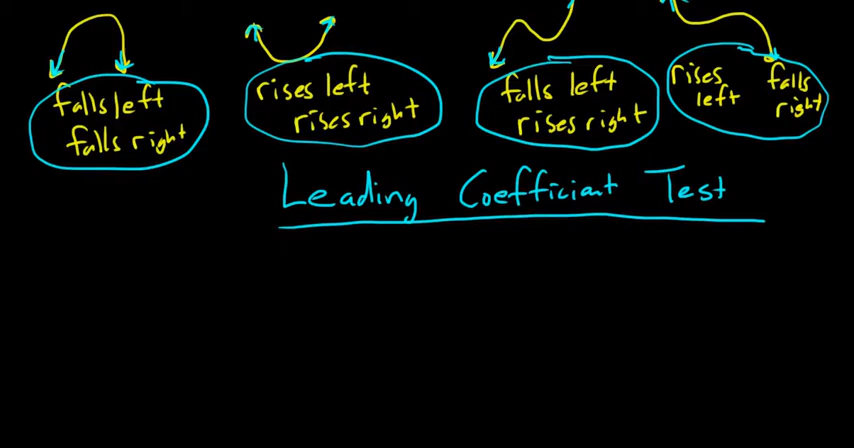 falls left
falls right
rises left
rises right
falls left
rises right
rises
left
falls
right
Leading Coefficient Test